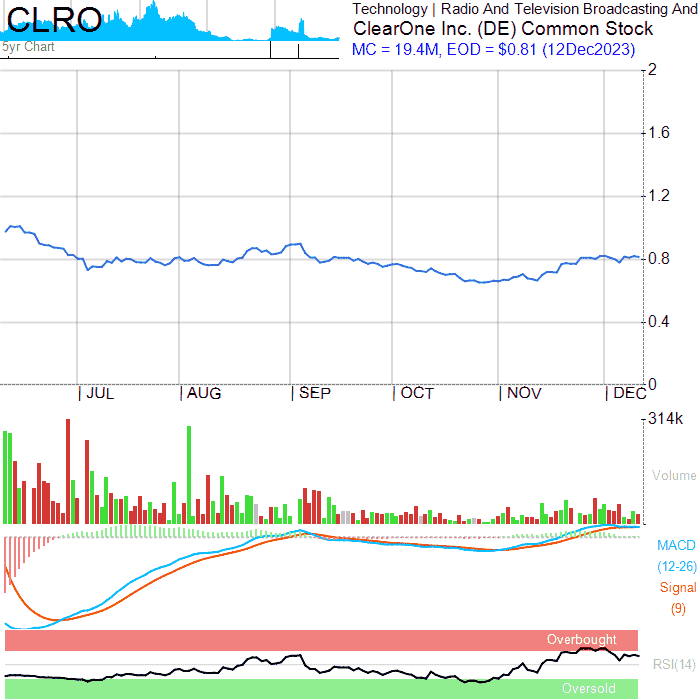 CLRO
5yr Chart
Technology | Radio And Television Broadcasting And
ClearOne Inc. (DE) Common Stock
MC = 19.4M, EOD = $0.81 (12Dec2023)
2
1.6
1.2
0.8
0.4
0
JUL AUG SEP OCT NOV DEC
314k
Volume
MACD
(12-26)
Signal
(9)
Overbought
RSI(14)
Oversold